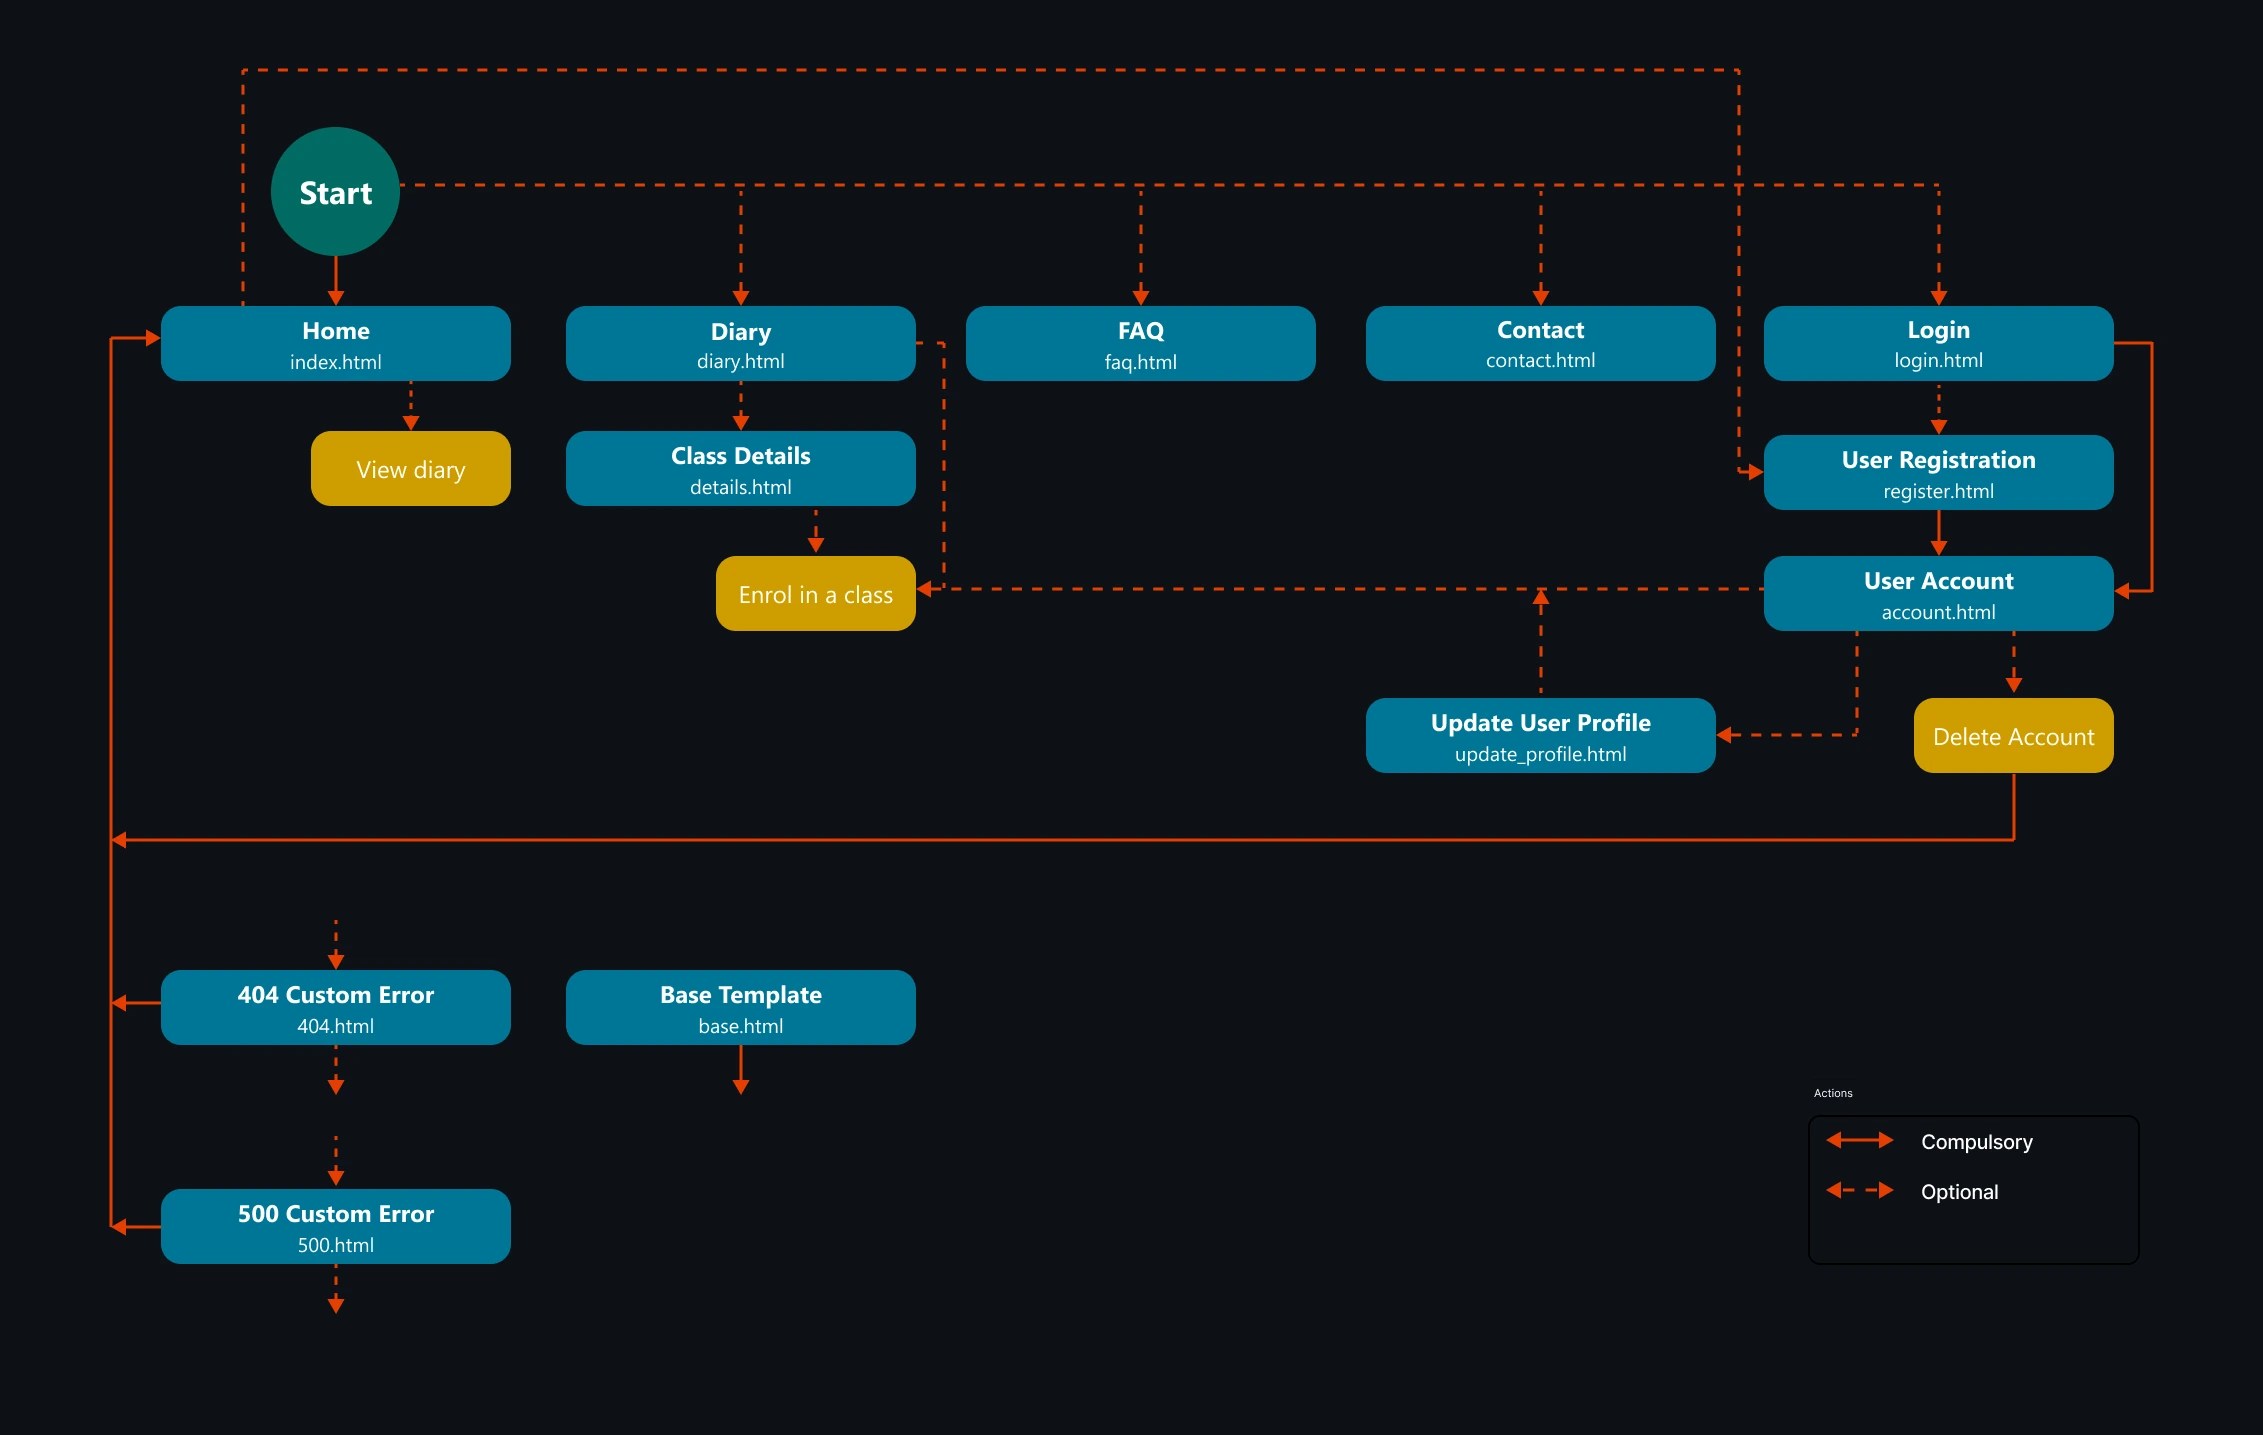 Start
Home
index.html
Diary
diary.html
FAQ
faq.html
Contact
contact.html
Login
login.html
View diary
Class Details
details.html
User Registration
register.html
Enrol in a class
User Account
account.html
Update User Profile
update_profile.html
Delete Account
404 Custom Error
404.html
Base Template
base.html
500 Custom Error
500.html
Actions
Compulsory
Optional